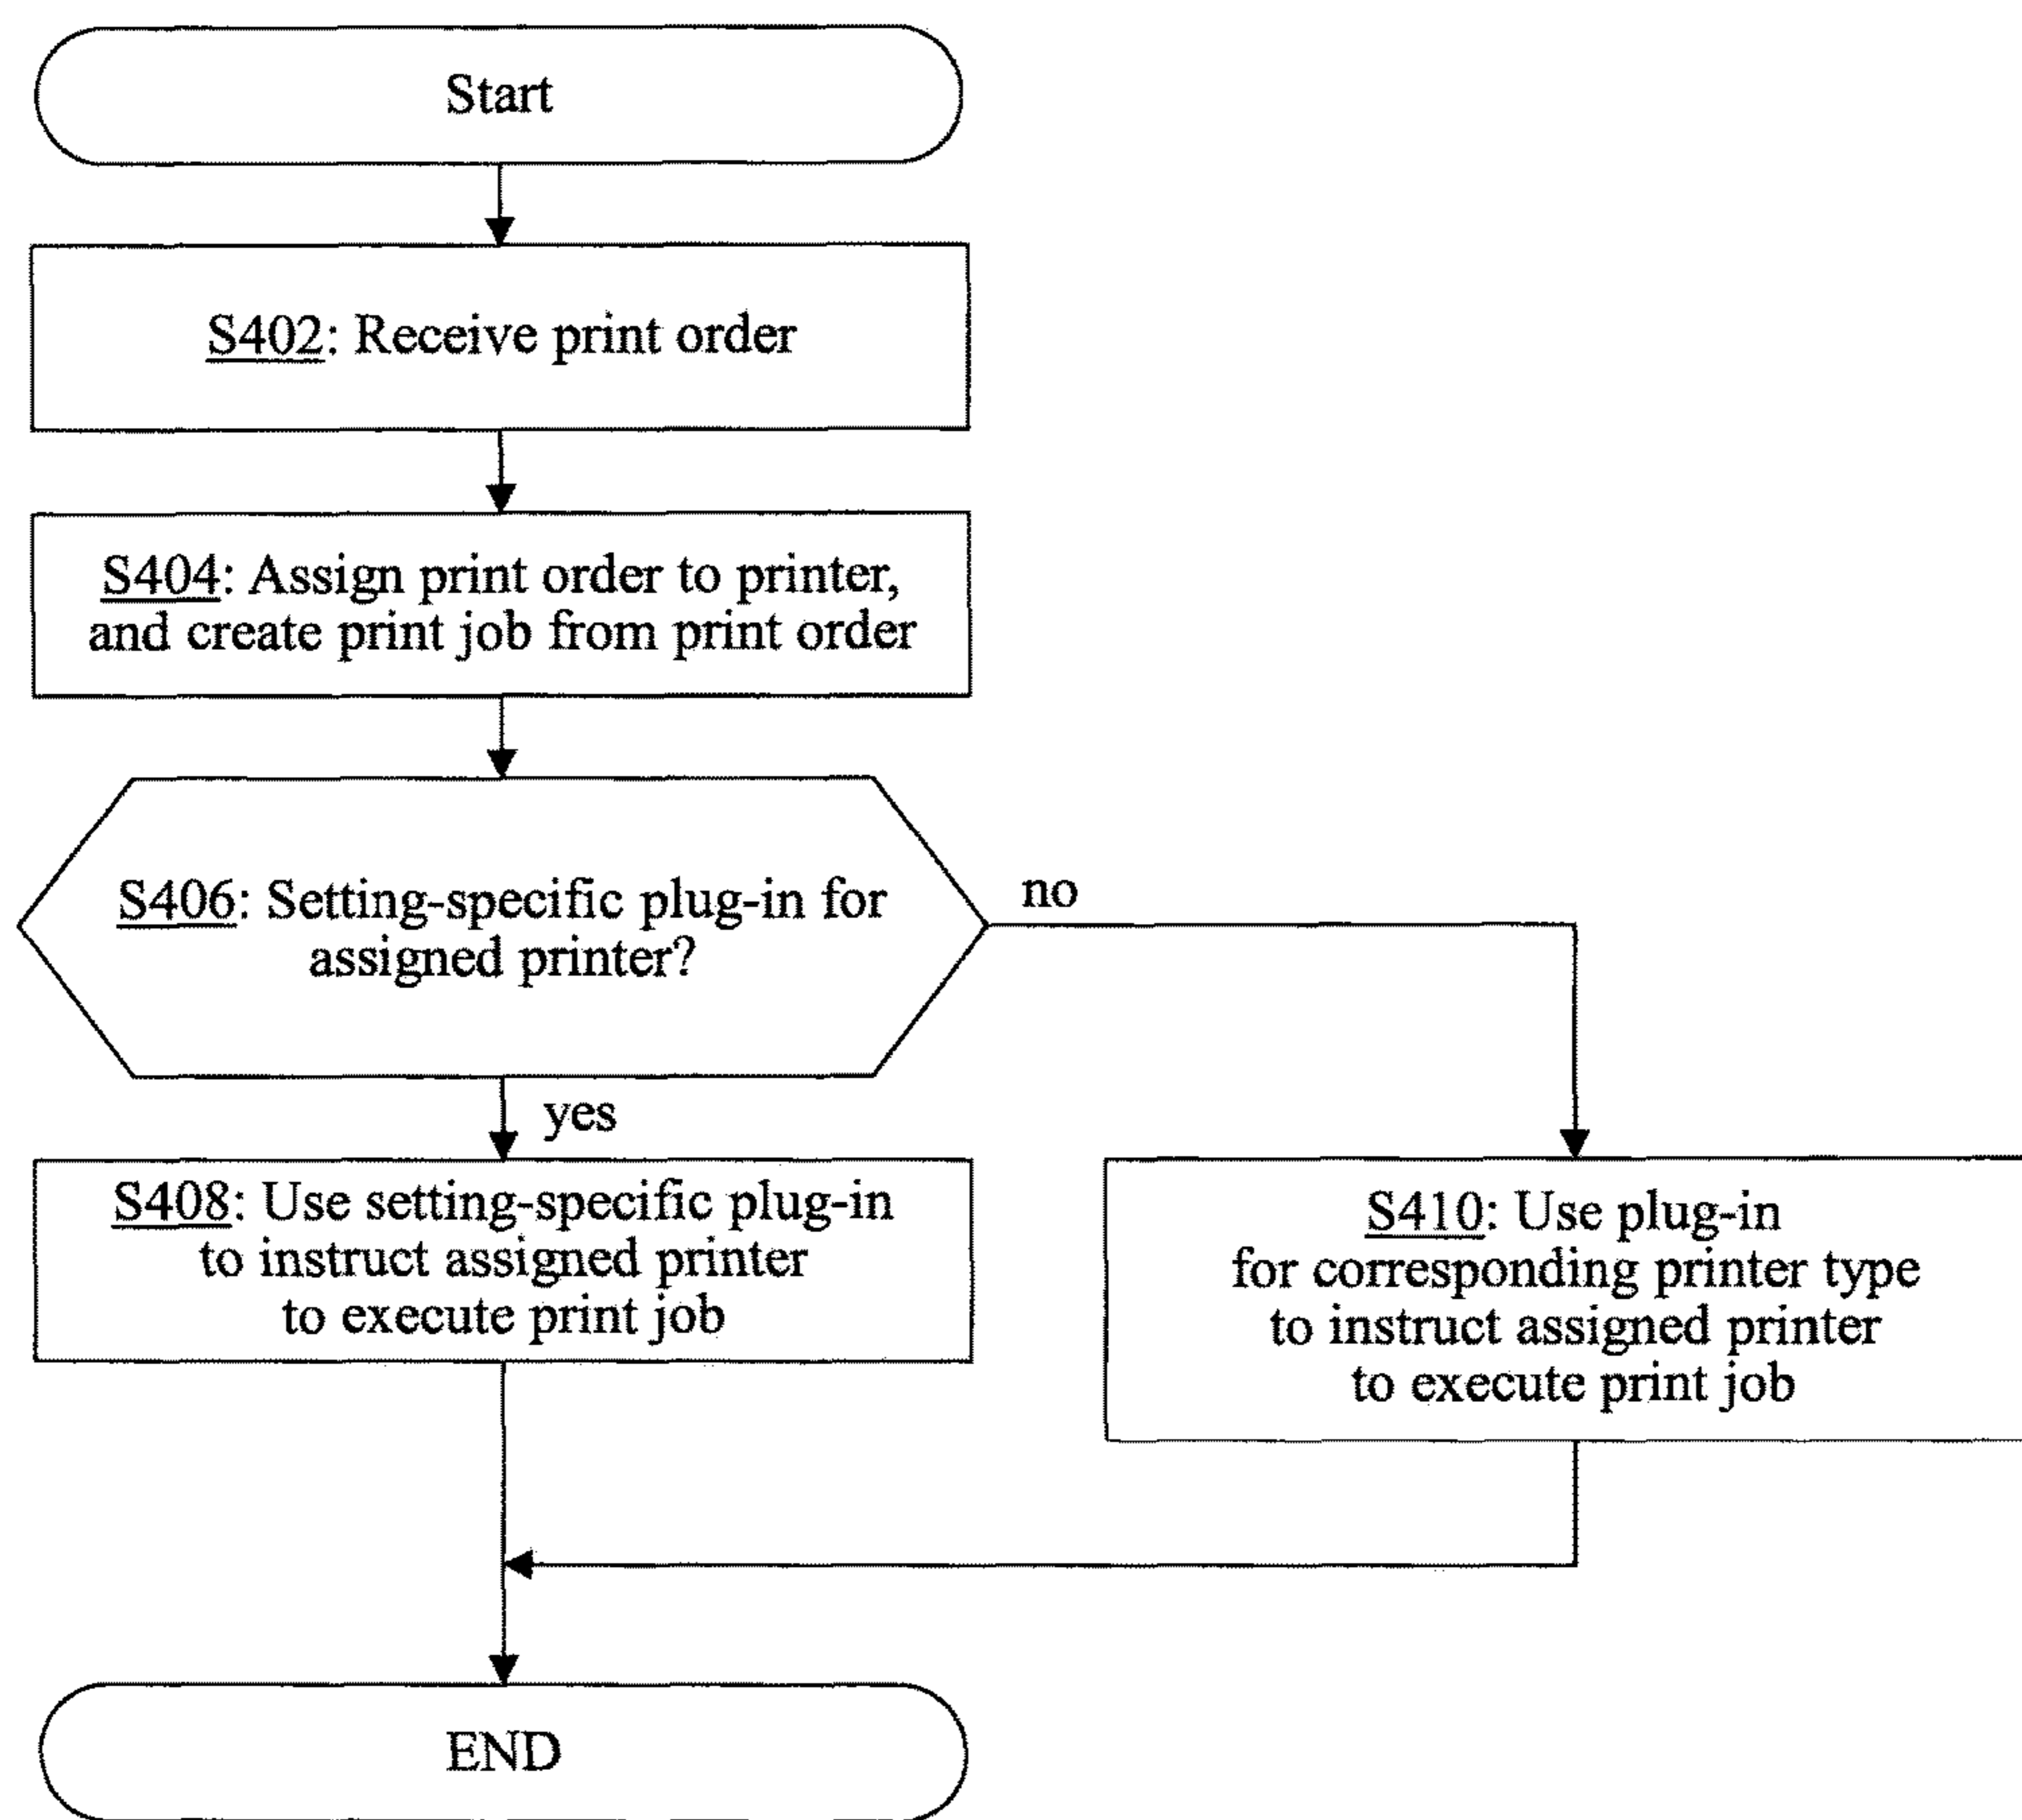 Start
S402: Receive print order
S404: Assign print order to printer,
and create print job from print order
S406: Setting-specific plug-in for
assigned printer?
no
yes
S408: Use setting-specific plug-in
to instruct assigned printer
to execute print job
S410: Use plug-in
for corresponding printer type
to instruct assigned printer
to execute print job
END